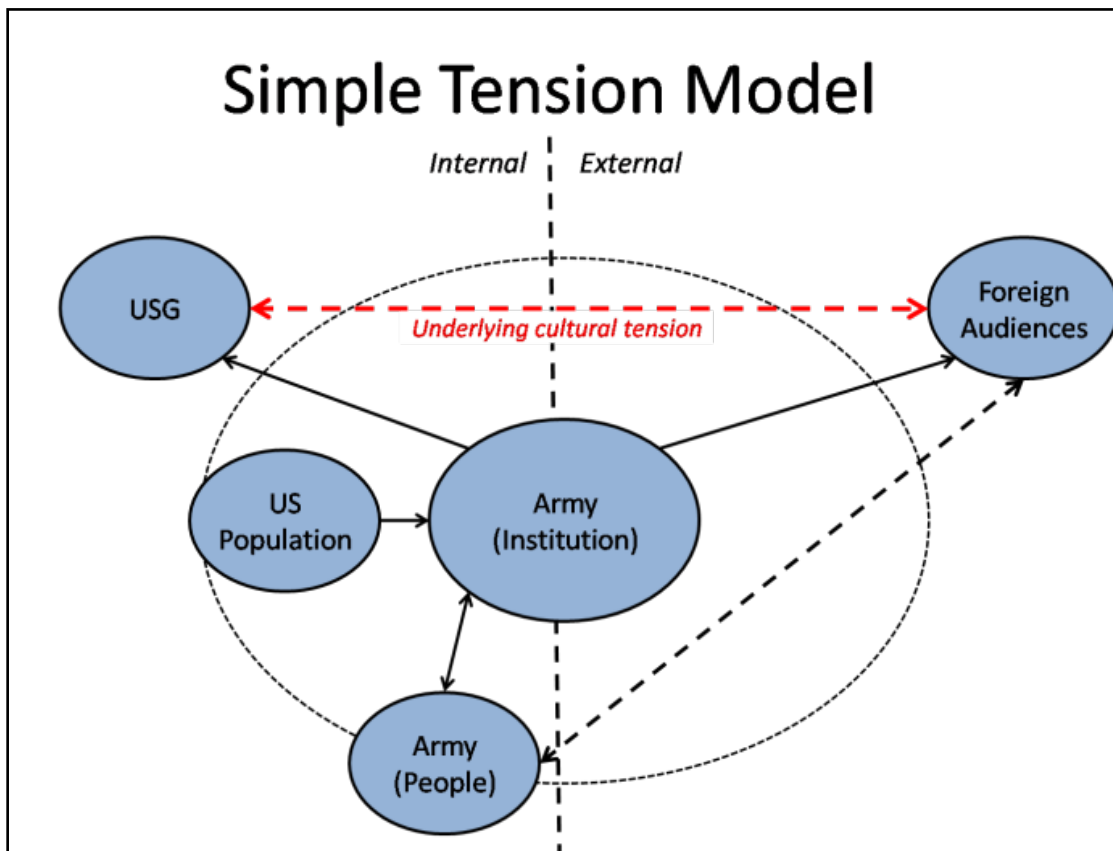 Simple Tension Model
Internal
External
USG
Foreign
Audiences
Underlying cultural tension
US
Population
Army
(Institution)
Army
(People)